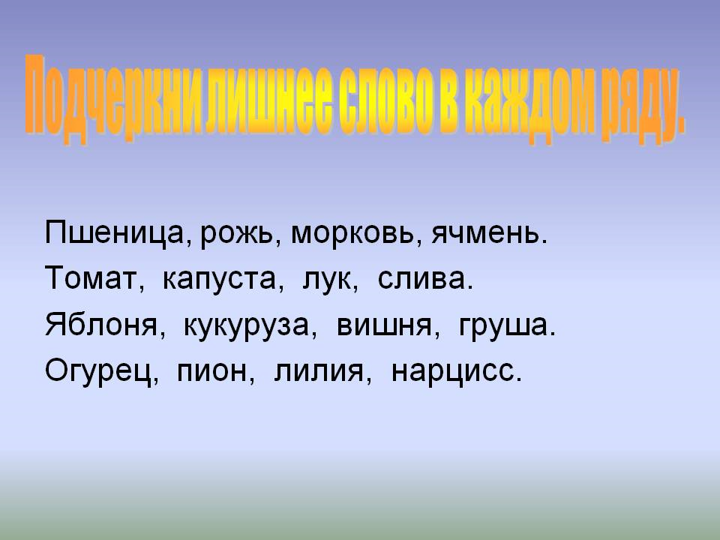 Подчеркни лишнее слово в каждом ряду.
Пшеница, рожь, морковь, ячмень.
Томат, капуста, лук, слива.
Яблоня, кукуруза, вишня, груша.
Огурец, пион, лилия, нарцисс.